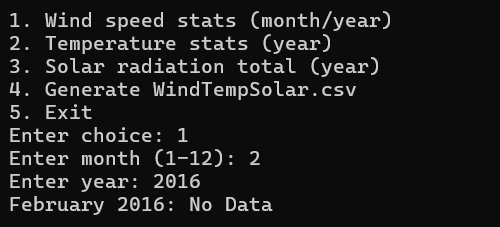 1. Wind speed stats (month/year)
2. Temperature stats (year)
3. Solar radiation total (year)
4. Generate WindTempSolar.csv
5. Exit
Enter choice: 1
Enter month (1-12): 2
Enter year: 2016
February 2016: No Data